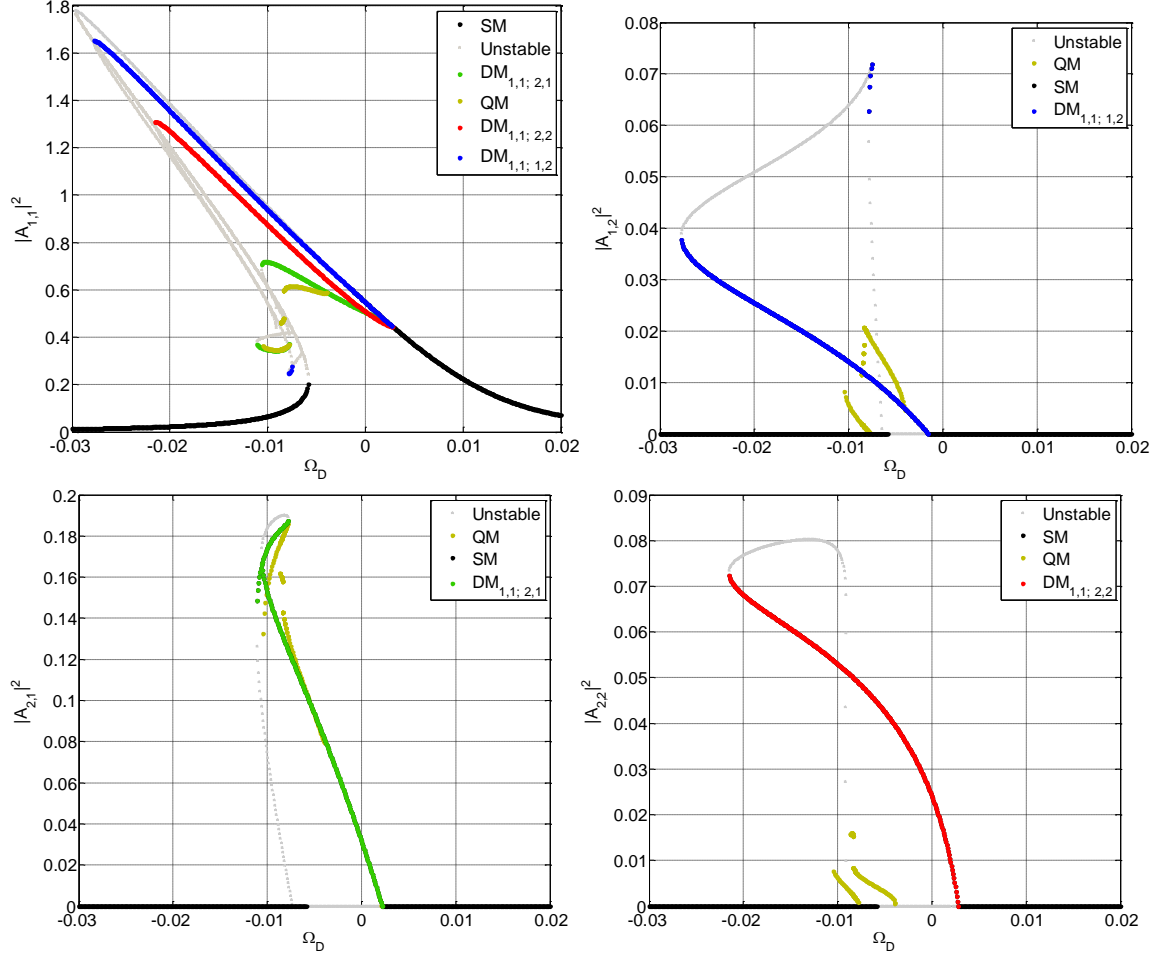 1.8
1.6
1.4
1.2
1
0.8
0.6
0.4
0.2
0
-0.03 -0.02 -0.01 0 0.01 0.02
Ω_D
|A_{1,1}|^2
SM
Unstable
DM_{1,1; 2,1}
QM
DM_{1,1; 2,2}
DM_{1,1; 1,2}
0.08
0.07
0.06
0.05
0.04
0.03
0.02
0.01
0
-0.03 -0.02 -0.01 0 0.01 0.02
Ω_D
|A_{1,2}|^2
Unstable
QM
SM
DM_{1,1; 1,2}
0.2
0.18
0.16
0.14
0.12
0.1
0.08
0.06
0.04
0.02
0
-0.03 -0.02 -0.01 0 0.01 0.02
Ω_D
|A_{2,1}|^2
Unstable
QM
SM
DM_{1,1; 2,1}
0.09
0.08
0.07
0.06
0.05
0.04
0.03
0.02
0.01
0
-0.03 -0.02 -0.01 0 0.01 0.02
Ω_D
|A_{2,2}|^2
Unstable
SM
QM
DM_{1,1; 2,2}